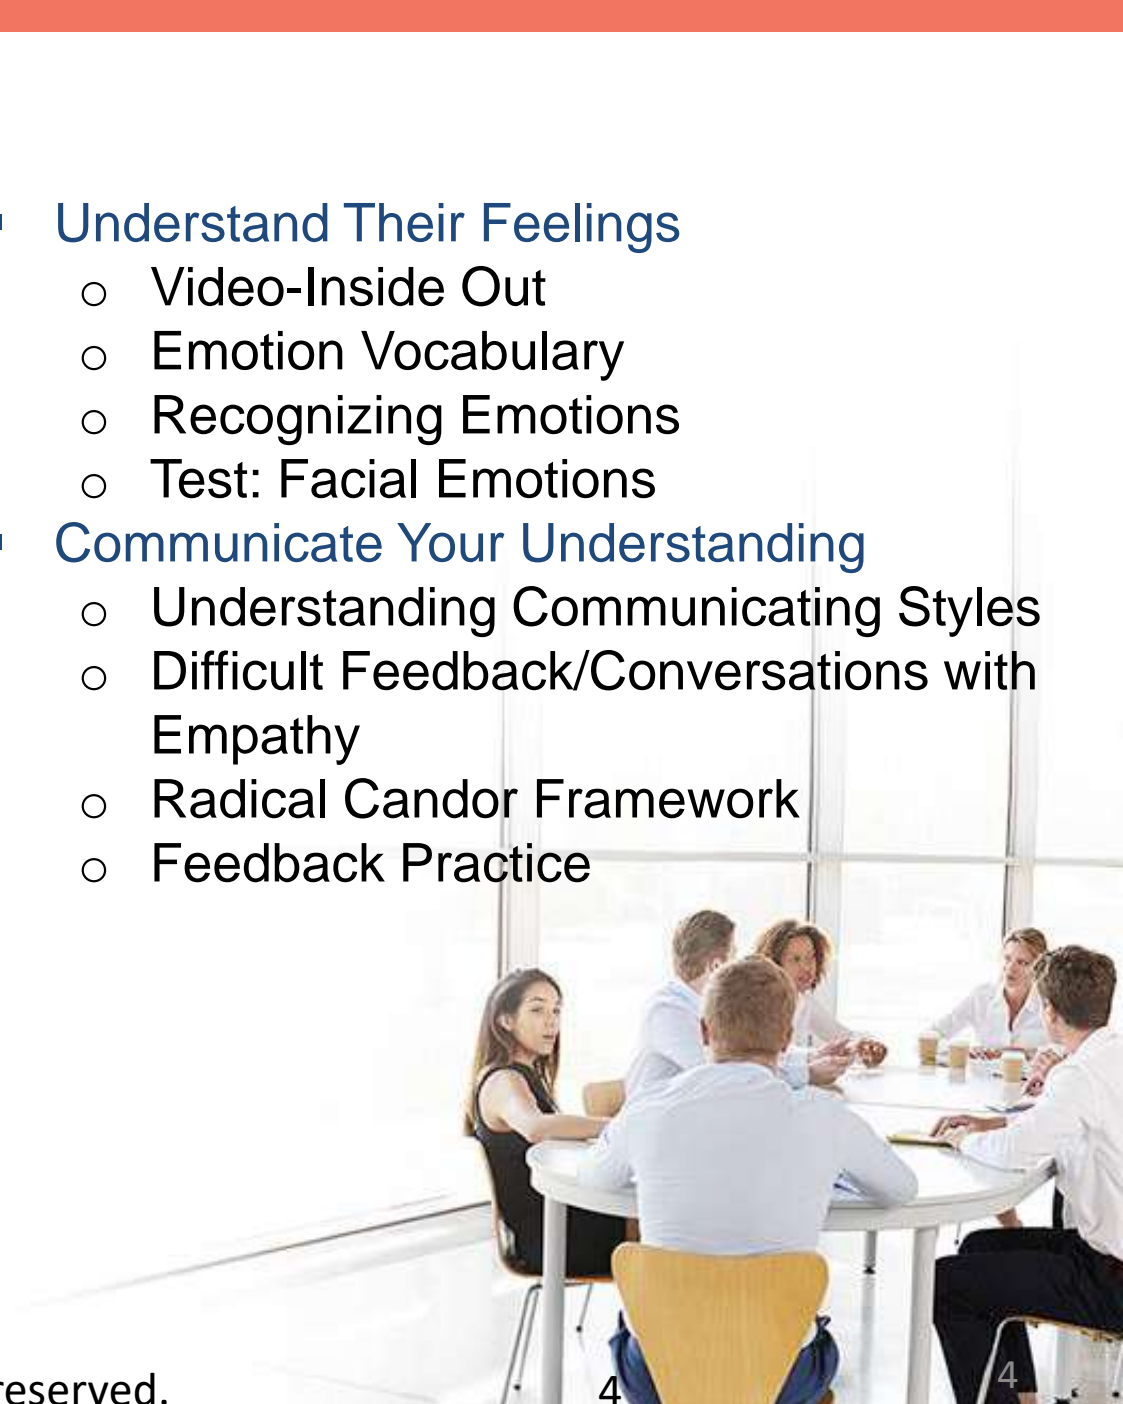 Understand Their Feelings
Video-Inside Out
Emotion Vocabulary
Recognizing Emotions
Test: Facial Emotions
Communicate Your Understanding
Understanding Communicating Styles
Difficult Feedback/Conversations with
Empathy
Radical Candor Framework
Feedback Practice
reserved.
4
4